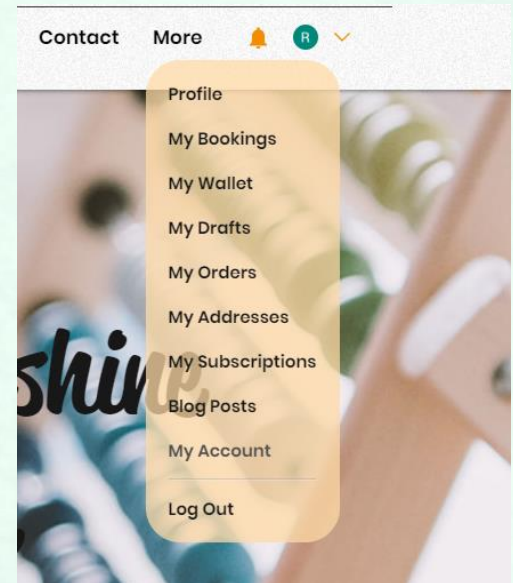 Contact More R
Profile
My Bookings
My Wallet
My Drafts
My Orders
My Addresses
My Subscriptions
shine
Blog Posts
My Account
Log Out